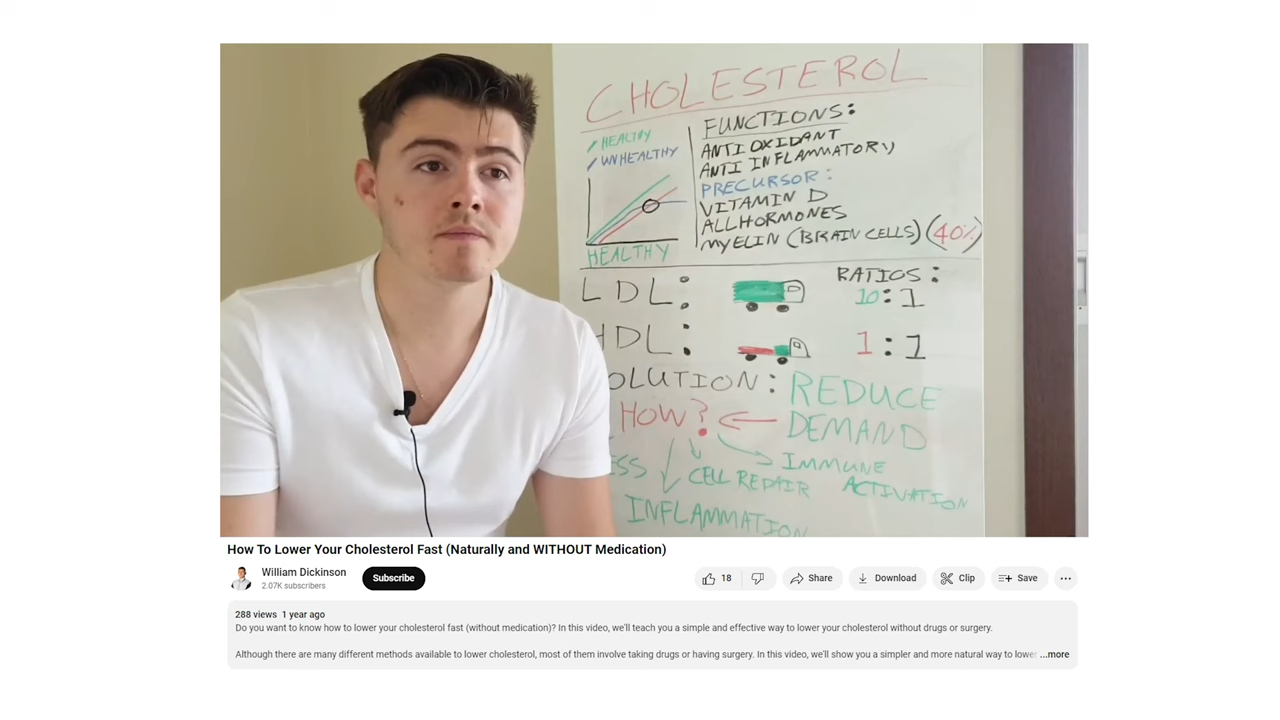 CHOLESTEROL
HEALTHY
UNHEALTHY
HEALTHY
FUNCTIONS:
ANTIOXIDANT
ANTI INFLAMMATORY
PRECURSOR:
VITAMIN D
ALL HORMONES
MYELIN (BRAIN CELLS) (40%)
RATIOS:
LDL: 10:1
HDL: 1:1
OLUTION: REDUCE
HOW? DEMAND
ESS CELL REPAIR IMMUNE
ACTIVATION
INFLAMMATION
How To Lower Your Cholesterol Fast (Naturally and WITHOUT Medication)
William Dickinson
2.07K subscribers
Subscribe
18 Share Download Clip Save
288 views 1 year ago
Do you want to know how to lower your cholesterol fast (without medication)? In this video, we'll teach you a simple and effective way to lower your cholesterol without drugs or surgery.
Although there are many different methods available to lower cholesterol, most of them involve taking drugs or having surgery. In this video, we'll show you a simpler and more natural way to lowe ...more